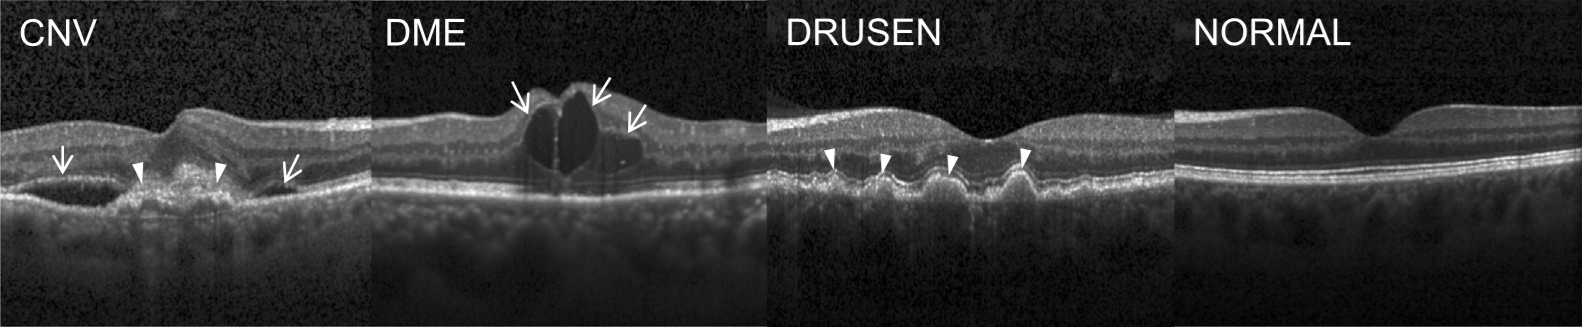 CNV
DME
DRUSEN
NORMAL